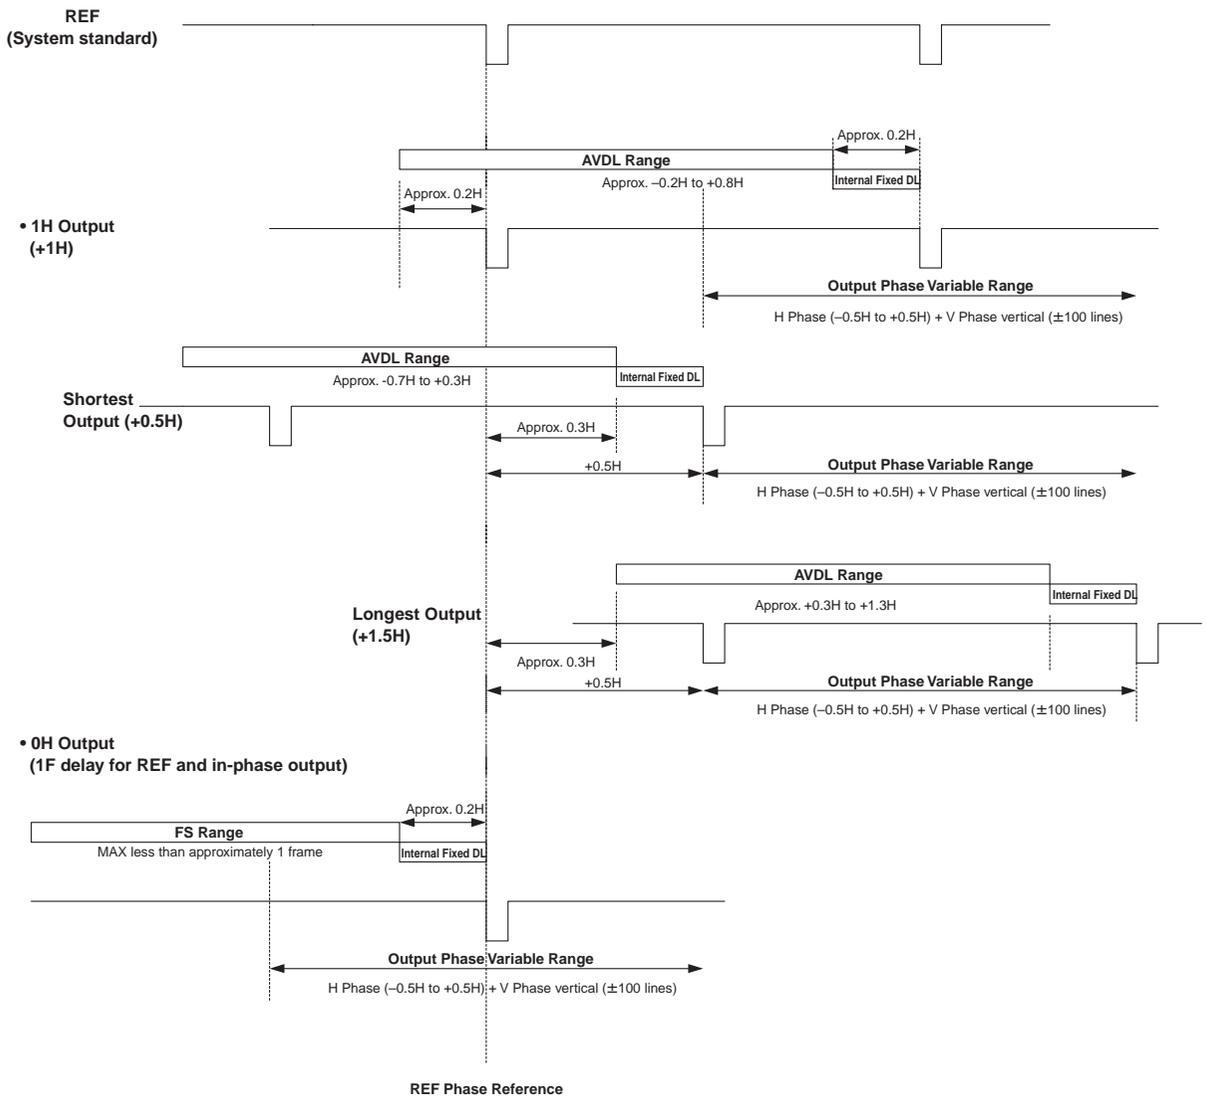 REF
(System standard)
Approx. 0.2H
AVDL Range
Internal Fixed DL
Approx. –0.2H to +0.8H
Approx. 0.2H
• 1H Output
(+1H)
Output Phase Variable Range
H Phase (–0.5H to +0.5H) + V Phase vertical (±100 lines)
AVDL Range
Internal Fixed DL
Approx. -0.7H to +0.3H
Shortest
Output (+0.5H)
Approx. 0.3H
+0.5H
Output Phase Variable Range
H Phase (–0.5H to +0.5H) + V Phase vertical (±100 lines)
AVDL Range
Internal Fixed DL
Approx. +0.3H to +1.3H
Longest Output
(+1.5H)
Approx. 0.3H
+0.5H
Output Phase Variable Range
H Phase (–0.5H to +0.5H) + V Phase vertical (±100 lines)
• 0H Output
(1F delay for REF and in-phase output)
Approx. 0.2H
FS Range
MAX less than approximately 1 frame
Internal Fixed DL
Output Phase Variable Range
H Phase (–0.5H to +0.5H) + V Phase vertical (±100 lines)
REF Phase Reference